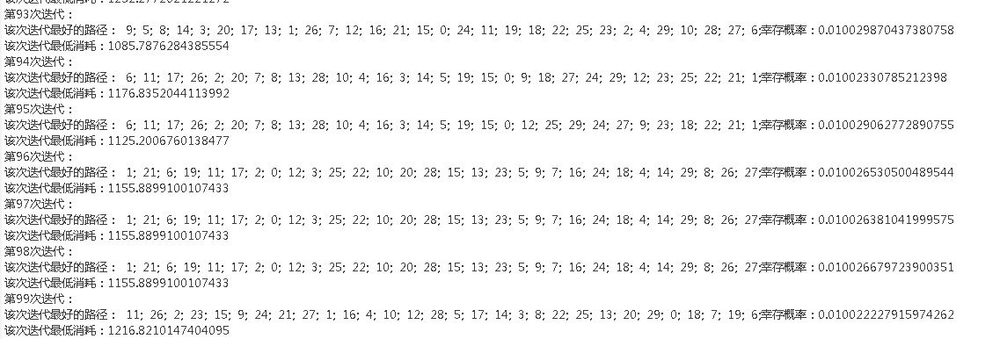 第93次迭代：
该次迭代最好的路径： 9; 5; 8; 14; 3; 20; 17; 13; 1; 26; 7; 12; 16; 21; 15; 0; 24; 11; 19; 18; 22; 25; 23; 2; 4; 29; 10; 28; 27; 6;幸存概率：0.010029870437380758
该次迭代最低消耗：1085.7876284385554
第94次迭代：
该次迭代最好的路径： 6; 11; 17; 26; 2; 20; 7; 8; 13; 28; 10; 4; 16; 3; 14; 5; 19; 15; 0; 9; 18; 27; 24; 29; 12; 23; 25; 22; 21; 1;幸存概率：0.01002330785212398
该次迭代最低消耗：1176.8352044113992
第95次迭代：
该次迭代最好的路径： 6; 11; 17; 26; 2; 20; 7; 8; 13; 28; 10; 4; 16; 3; 14; 5; 19; 15; 0; 12; 25; 29; 24; 27; 9; 23; 18; 22; 21; 1;幸存概率：0.010029062772890755
该次迭代最低消耗：1125.2006760138477
第96次迭代：
该次迭代最好的路径： 1; 21; 6; 19; 11; 17; 2; 0; 12; 3; 25; 22; 10; 20; 28; 15; 13; 23; 5; 9; 7; 16; 24; 18; 4; 14; 29; 8; 26; 27;幸存概率：0.010026530500489544
该次迭代最低消耗：1155.8899100107433
第97次迭代：
该次迭代最好的路径： 1; 21; 6; 19; 11; 17; 2; 0; 12; 3; 25; 22; 10; 20; 28; 15; 13; 23; 5; 9; 7; 16; 24; 18; 4; 14; 29; 8; 26; 27;幸存概率：0.010026381041999575
该次迭代最低消耗：1155.8899100107433
第98次迭代：
该次迭代最好的路径： 1; 21; 6; 19; 11; 17; 2; 0; 12; 3; 25; 22; 10; 20; 28; 15; 13; 23; 5; 9; 7; 16; 24; 18; 4; 14; 29; 8; 26; 27;幸存概率：0.010026679723900351
该次迭代最低消耗：1155.8899100107433
第99次迭代：
该次迭代最好的路径： 11; 26; 2; 23; 15; 9; 24; 21; 27; 1; 16; 4; 10; 12; 28; 5; 17; 14; 3; 8; 22; 25; 13; 20; 29; 0; 18; 7; 19; 6;幸存概率：0.010022227915974262
该次迭代最低消耗：1216.8210147404095